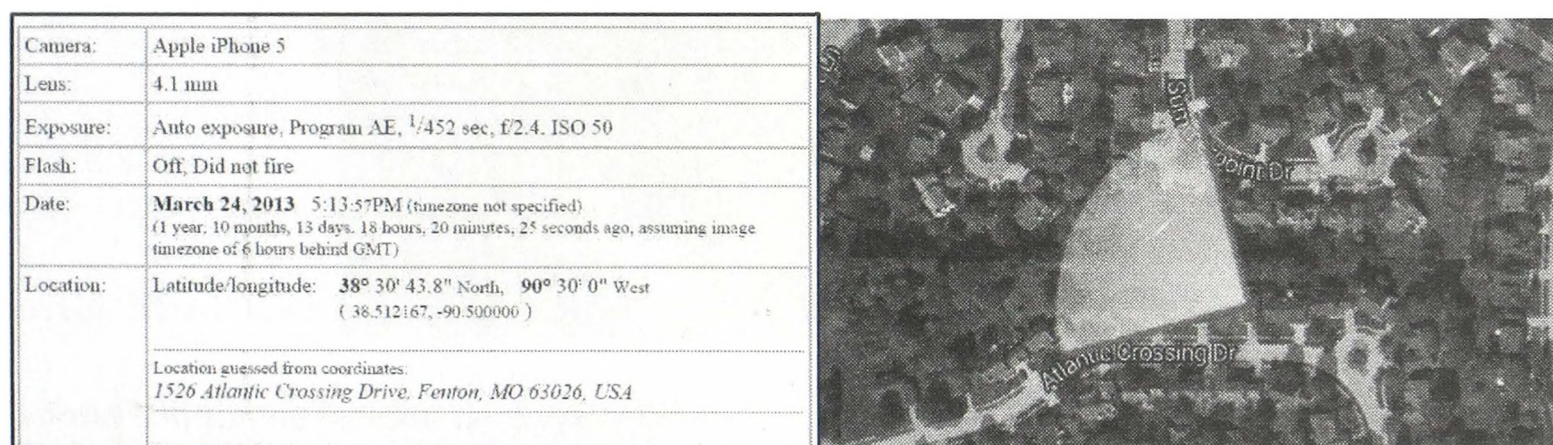 Camera: Apple iPhone 5
Lens: 4.1 mm
Exposure: Auto exposure, Program AE, 1/452 sec, f/2.4. ISO 50
Flash: Off, Did not fire
Date: March 24, 2013 5:13:57PM (timezone not specified)
(1 year, 10 months, 13 days, 18 hours, 20 minutes, 25 seconds ago, assuming image
timezone of 6 hours behind GMT)
Location: Latitude/longitude: 38° 30' 43.8" North, 90° 30' 0" West
( 38.512167, -90.500000 )
Location guessed from coordinates:
1526 Atlantic Crossing Drive, Fenton, MO 63026, USA
Sun
point Dr
Atlantic Crossing Dr